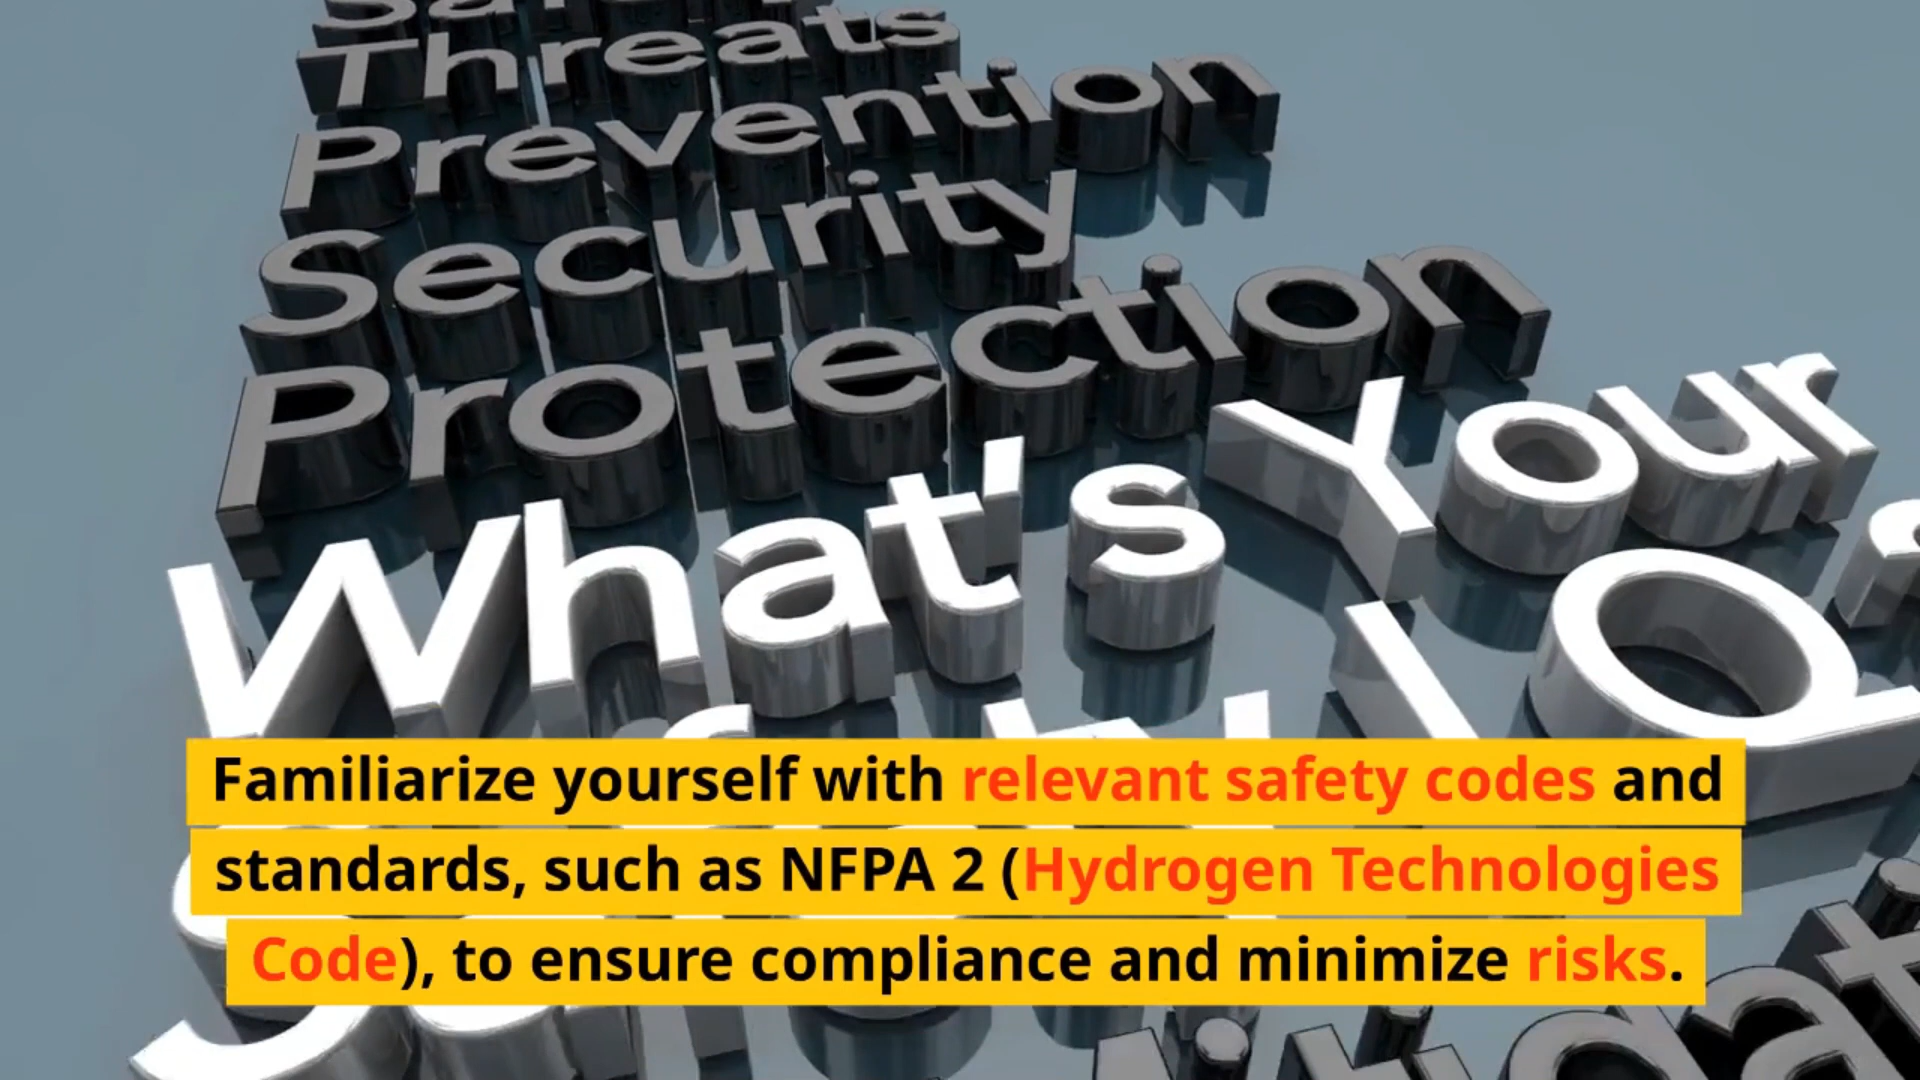 Threats
Prevention
Security
Protection
What's Your
I.Q.
Familiarize yourself with relevant safety codes and
standards, such as NFPA 2 (Hydrogen Technologies
Code), to ensure compliance and minimize risks.